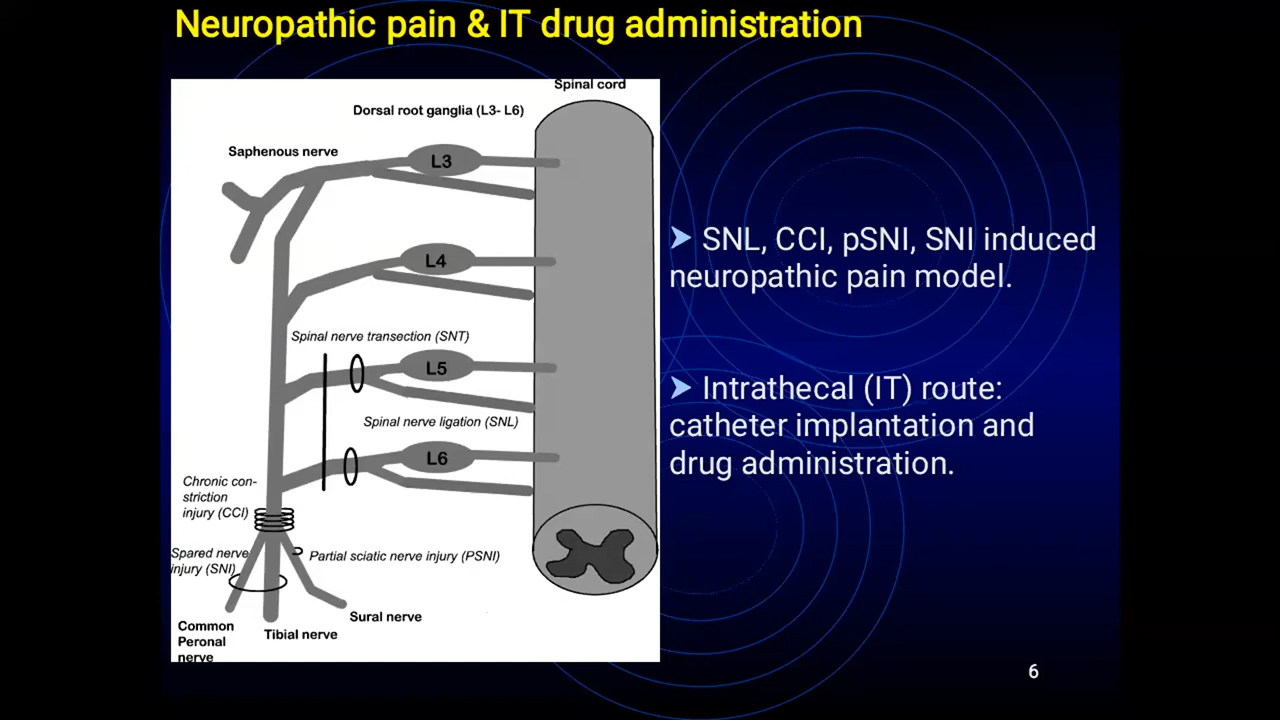 Neuropathic pain & IT drug administration
Spinal cord
Dorsal root ganglia (L3- L6)
Saphenous nerve
L3
L4
Spinal nerve transection (SNT)
L5
Spinal nerve ligation (SNL)
L6
Chronic con-
striction
injury (CCI)
Spared nerve
injury (SNI)
Partial sciatic nerve injury (PSNI)
Sural nerve
Common
Peronal
nerve
Tibial nerve
➤ SNL, CCI, pSNI, SNI induced
neuropathic pain model.
➤ Intrathecal (IT) route:
catheter implantation and
drug administration.
6